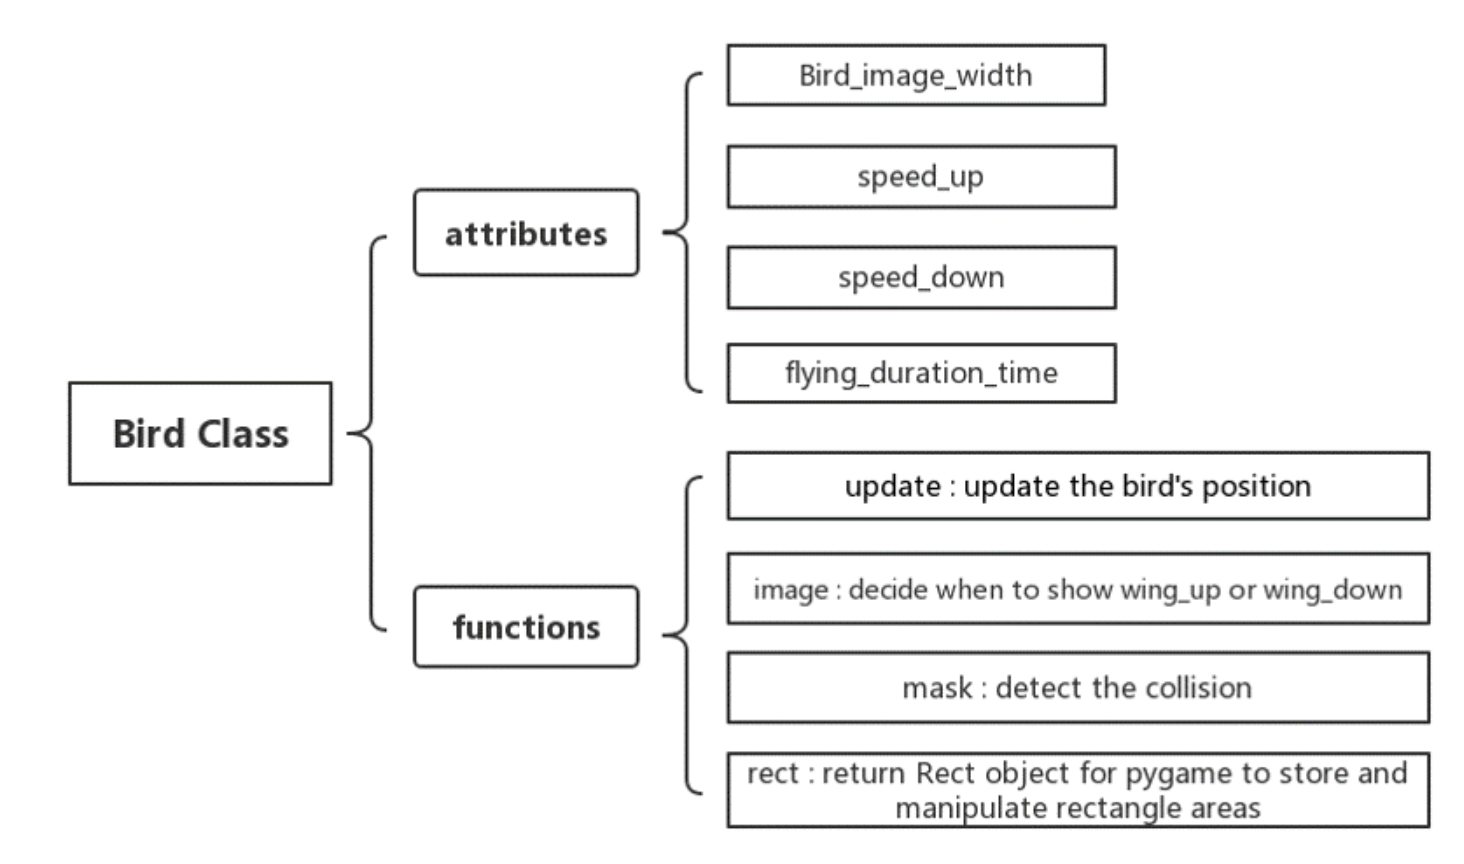 Bird_image_width
speed_up
attributes
speed_down
flying_duration_time
Bird Class
update : update the bird's position
image : decide when to show wing_up or wing_down
functions
mask : detect the collision
rect : return Rect object for pygame to store and
manipulate rectangle areas